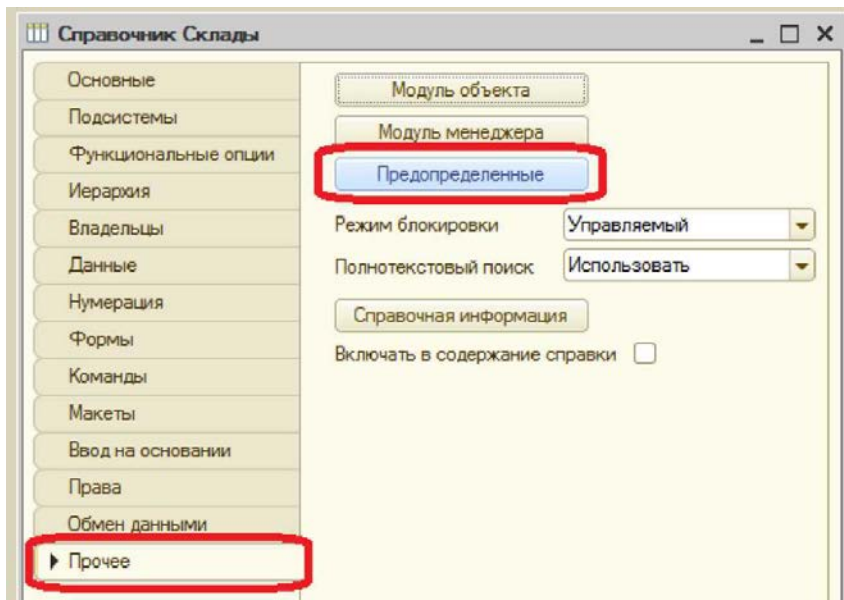 Справочник Склады
Основные
Подсистемы
Функциональные опции
Иерархия
Владельцы
Данные
Нумерация
Формы
Команды
Макеты
Ввод на основании
Права
Обмен данными
Прочее
Модуль объекта
Модуль менеджера
Предопределенные
Режим блокировки Управляемый
Полнотекстовый поиск Использовать
Справочная информация
Включать в содержание справки